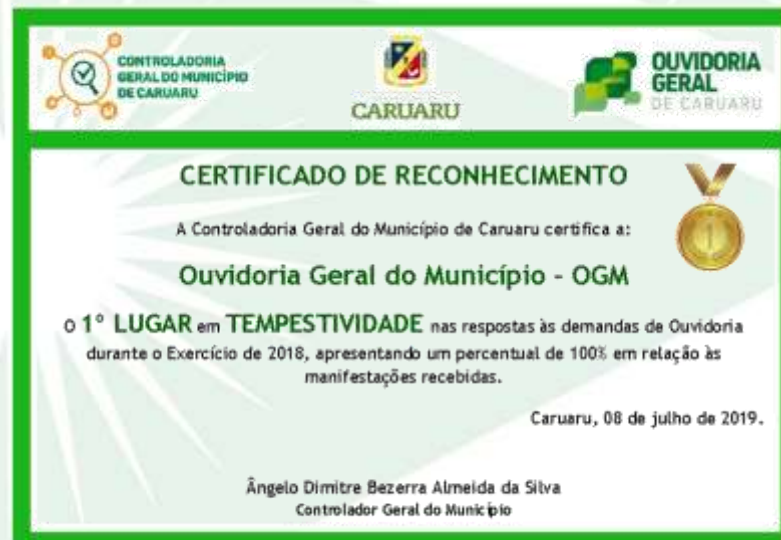 CONTROLADORIA
GERAL DO MUNICÍPIO
DE CARUARU
CARUARU
OUVIDORIA
GERAL
DE CARUARU
CERTIFICADO DE RECONHECIMENTO
A Controladoria Geral do Município de Caruaru certifica a:
1
Ouvidoria Geral do Município - OGM
O 1° LUGAR em TEMPESTIVIDADE nas respostas às demandas de Ouvidoria
durante o Exercício de 2018, apresentando um percentual de 100% em relação às
manifestações recebidas.
Caruaru, 08 de julho de 2019.
Ângelo Dimitre Bezerra Almeida da Silva
Controlador Geral do Município